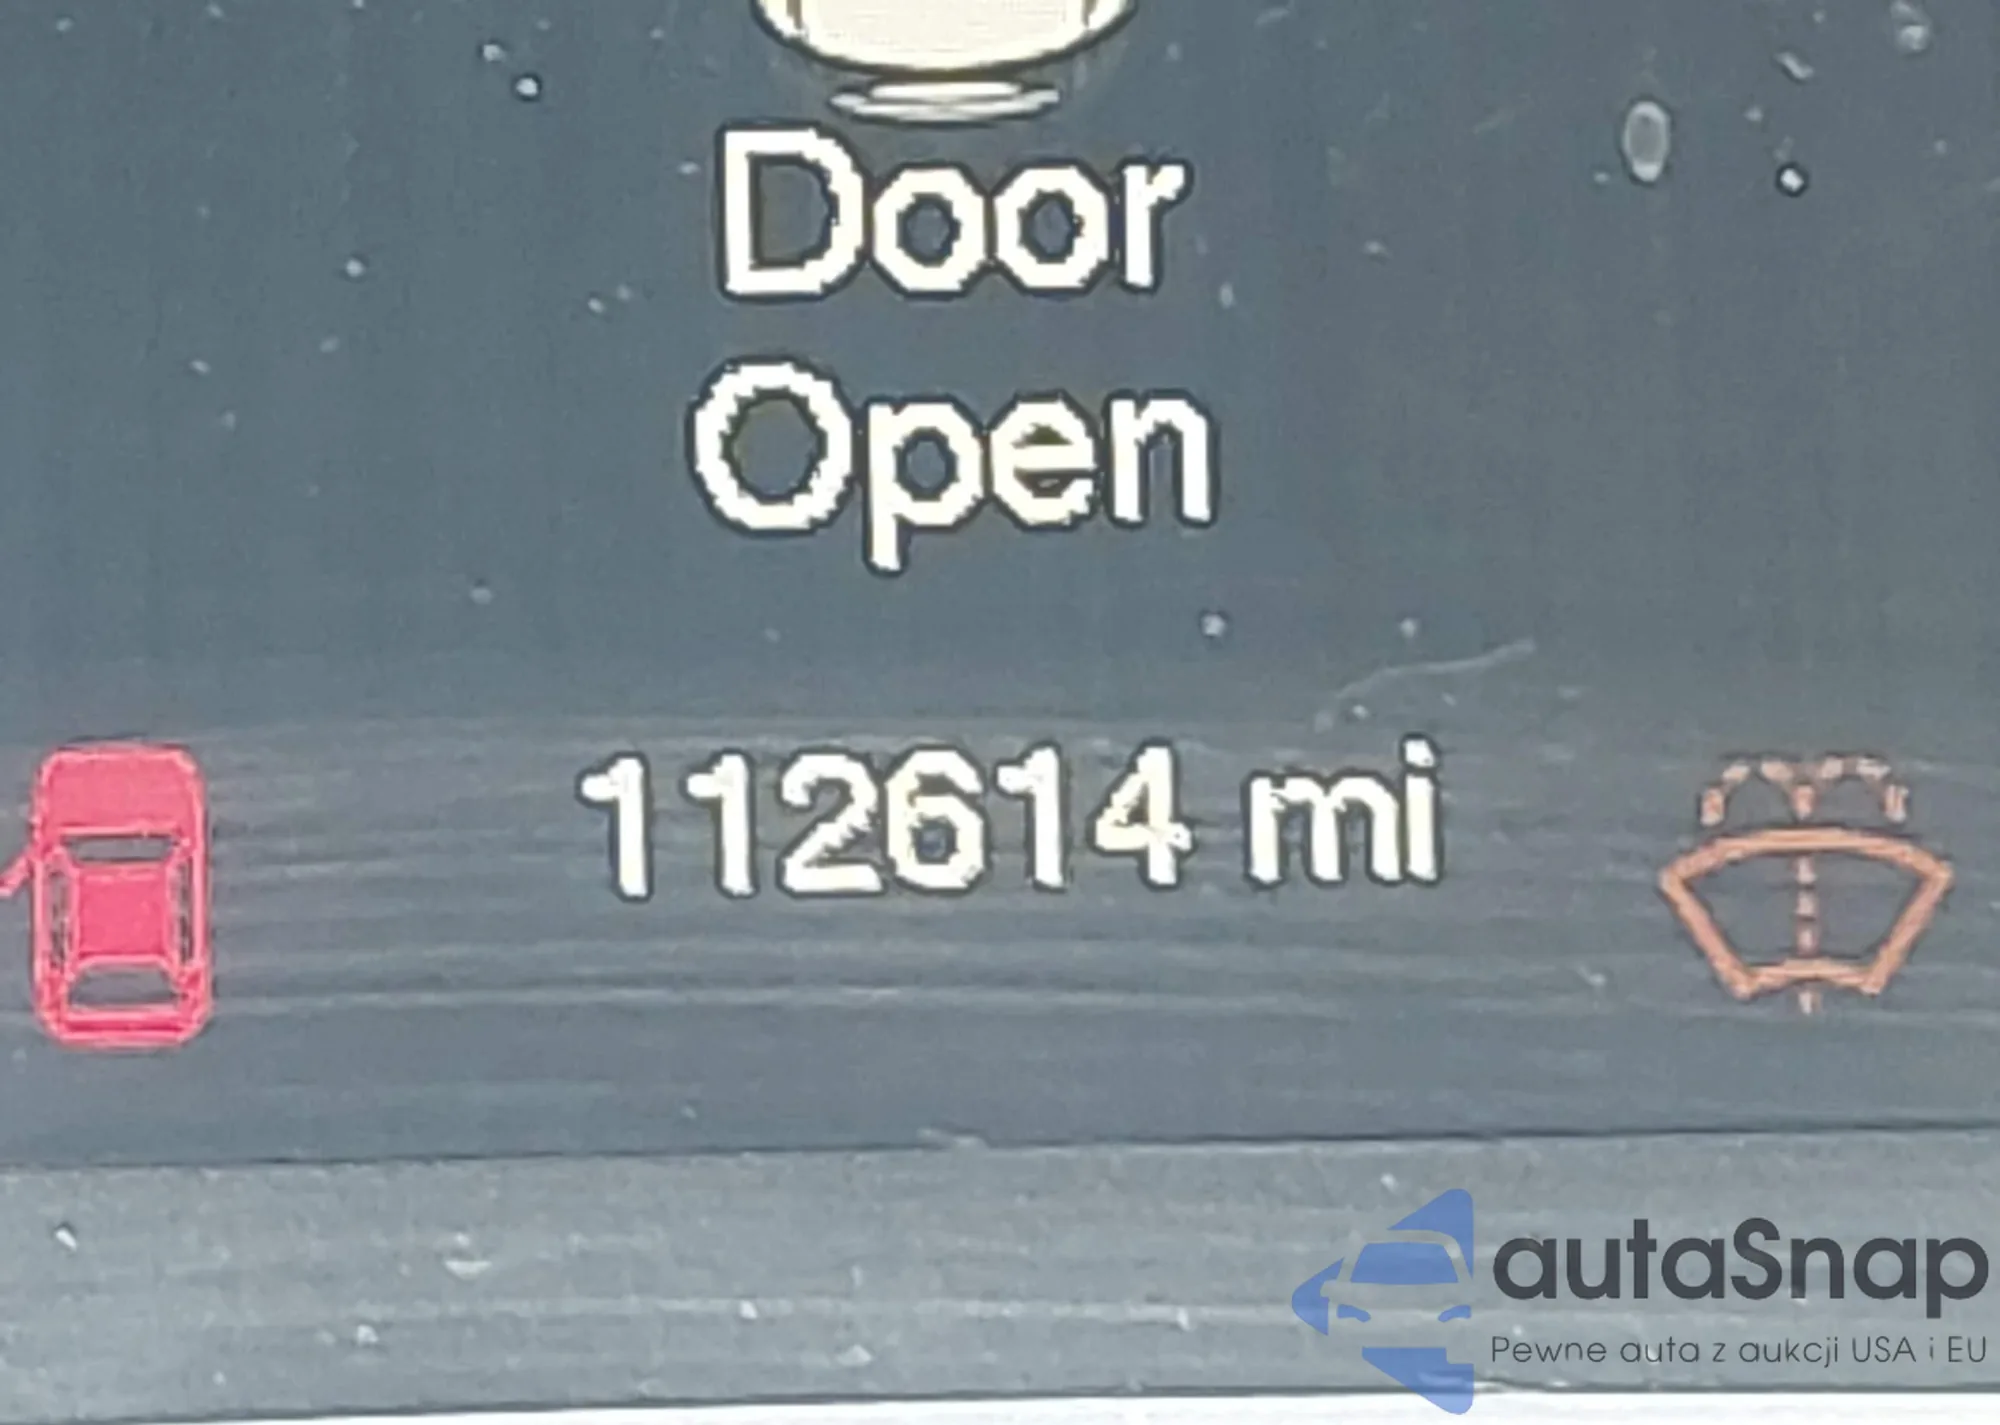 Door
Open
112614 mi
autaSnap
Pewne auta z aukcji USA i EU